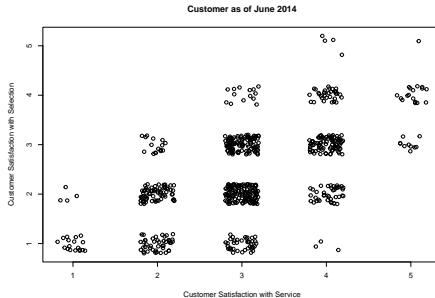 Customer as of June 2014
Customer Satisfaction with Selection
5
4
3
2
1
1 2 3 4 5
Customer Satisfaction with Service